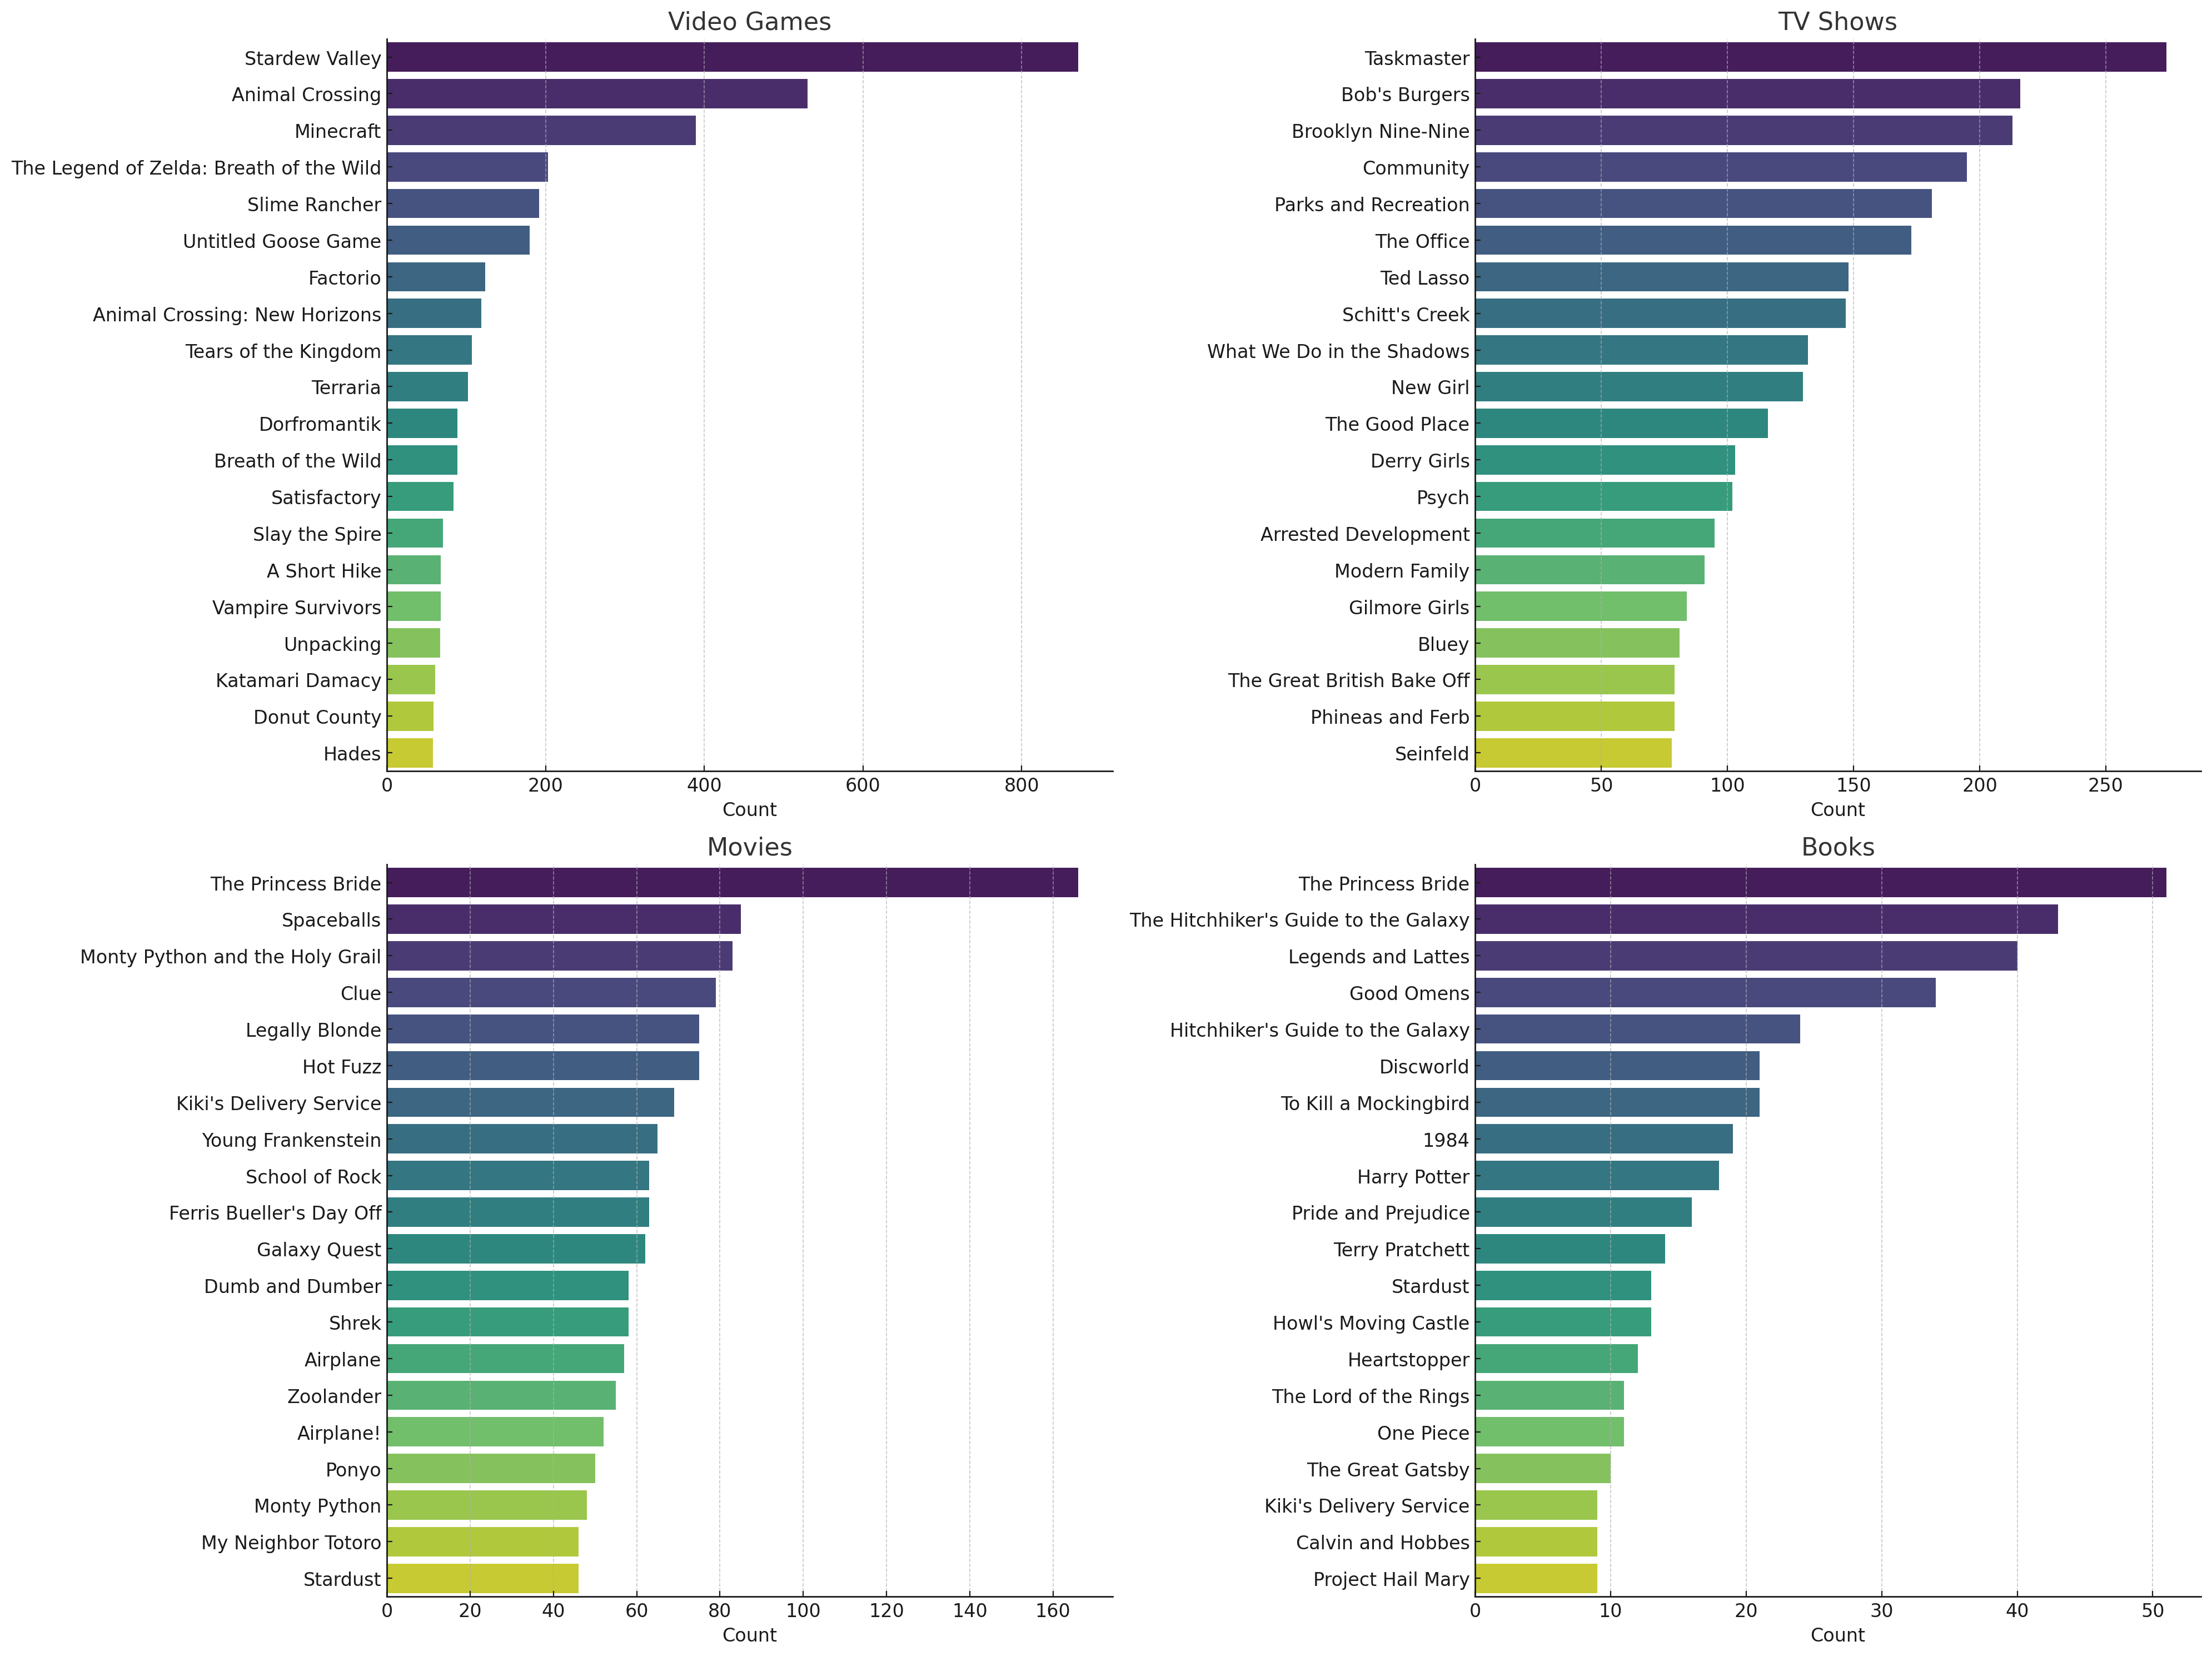 Video Games
Stardew Valley
Animal Crossing
Minecraft
The Legend of Zelda: Breath of the Wild
Slime Rancher
Untitled Goose Game
Factorio
Animal Crossing: New Horizons
Tears of the Kingdom
Terraria
Dorfromantik
Breath of the Wild
Satisfactory
Slay the Spire
A Short Hike
Vampire Survivors
Unpacking
Katamari Damacy
Donut County
Hades
0 200 400 600 800
Count
TV Shows
Taskmaster
Bob's Burgers
Brooklyn Nine-Nine
Community
Parks and Recreation
The Office
Ted Lasso
Schitt's Creek
What We Do in the Shadows
New Girl
The Good Place
Derry Girls
Psych
Arrested Development
Modern Family
Gilmore Girls
Bluey
The Great British Bake Off
Phineas and Ferb
Seinfeld
0 50 100 150 200 250
Count
Movies
The Princess Bride
Spaceballs
Monty Python and the Holy Grail
Clue
Legally Blonde
Hot Fuzz
Kiki's Delivery Service
Young Frankenstein
School of Rock
Ferris Bueller's Day Off
Galaxy Quest
Dumb and Dumber
Shrek
Airplane
Zoolander
Airplane!
Ponyo
Monty Python
My Neighbor Totoro
Stardust
0 20 40 60 80 100 120 140 160
Count
Books
The Princess Bride
The Hitchhiker's Guide to the Galaxy
Legends and Lattes
Good Omens
Hitchhiker's Guide to the Galaxy
Discworld
To Kill a Mockingbird
1984
Harry Potter
Pride and Prejudice
Terry Pratchett
Stardust
Howl's Moving Castle
Heartstopper
The Lord of the Rings
One Piece
The Great Gatsby
Kiki's Delivery Service
Calvin and Hobbes
Project Hail Mary
0 10 20 30 40 50
Count